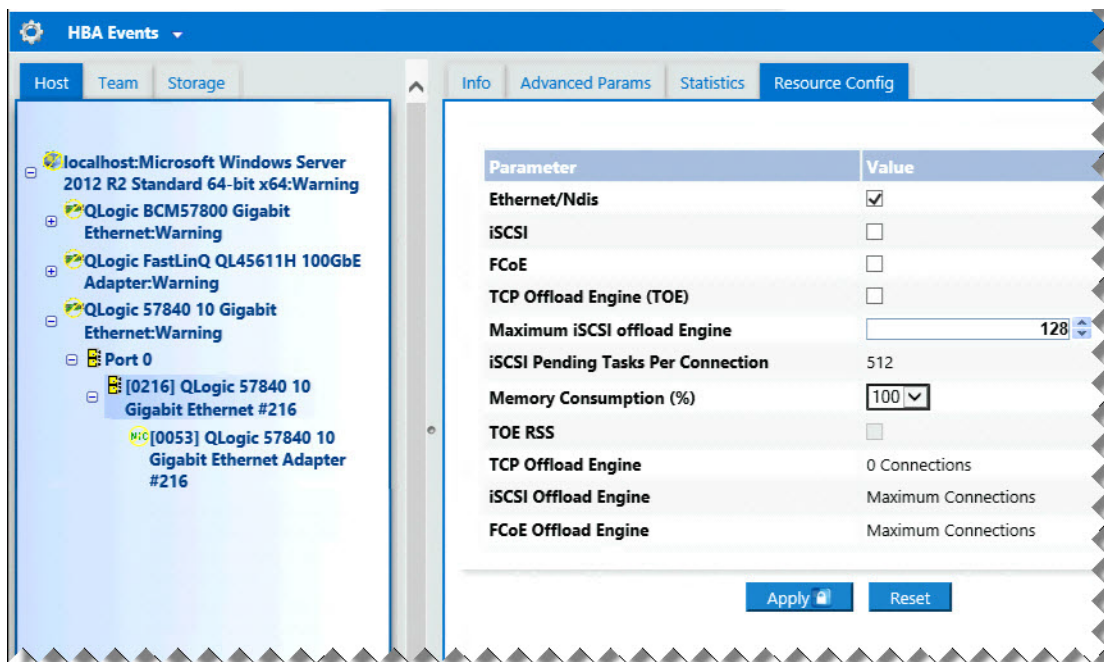 HBA Events
Host Team Storage
Info Advanced Params Statistics Resource Config
localhost:Microsoft Windows Server
2012 R2 Standard 64-bit x64:Warning
QLogic BCM57800 Gigabit
Ethernet:Warning
QLogic FastLinQ QL45611H 100GbE
Adapter:Warning
QLogic 57840 10 Gigabit
Ethernet:Warning
Port 0
[0216] QLogic 57840 10
Gigabit Ethernet #216
NIC [0053] QLogic 57840 10
Gigabit Ethernet Adapter
#216
Parameter Value
Ethernet/Ndis
iSCSI
FCoE
TCP Offload Engine (TOE)
Maximum iSCSI offload Engine 128
iSCSI Pending Tasks Per Connection 512
Memory Consumption (%) 100
TOE RSS
TCP Offload Engine 0 Connections
iSCSI Offload Engine Maximum Connections
FCoE Offload Engine Maximum Connections
Apply Reset